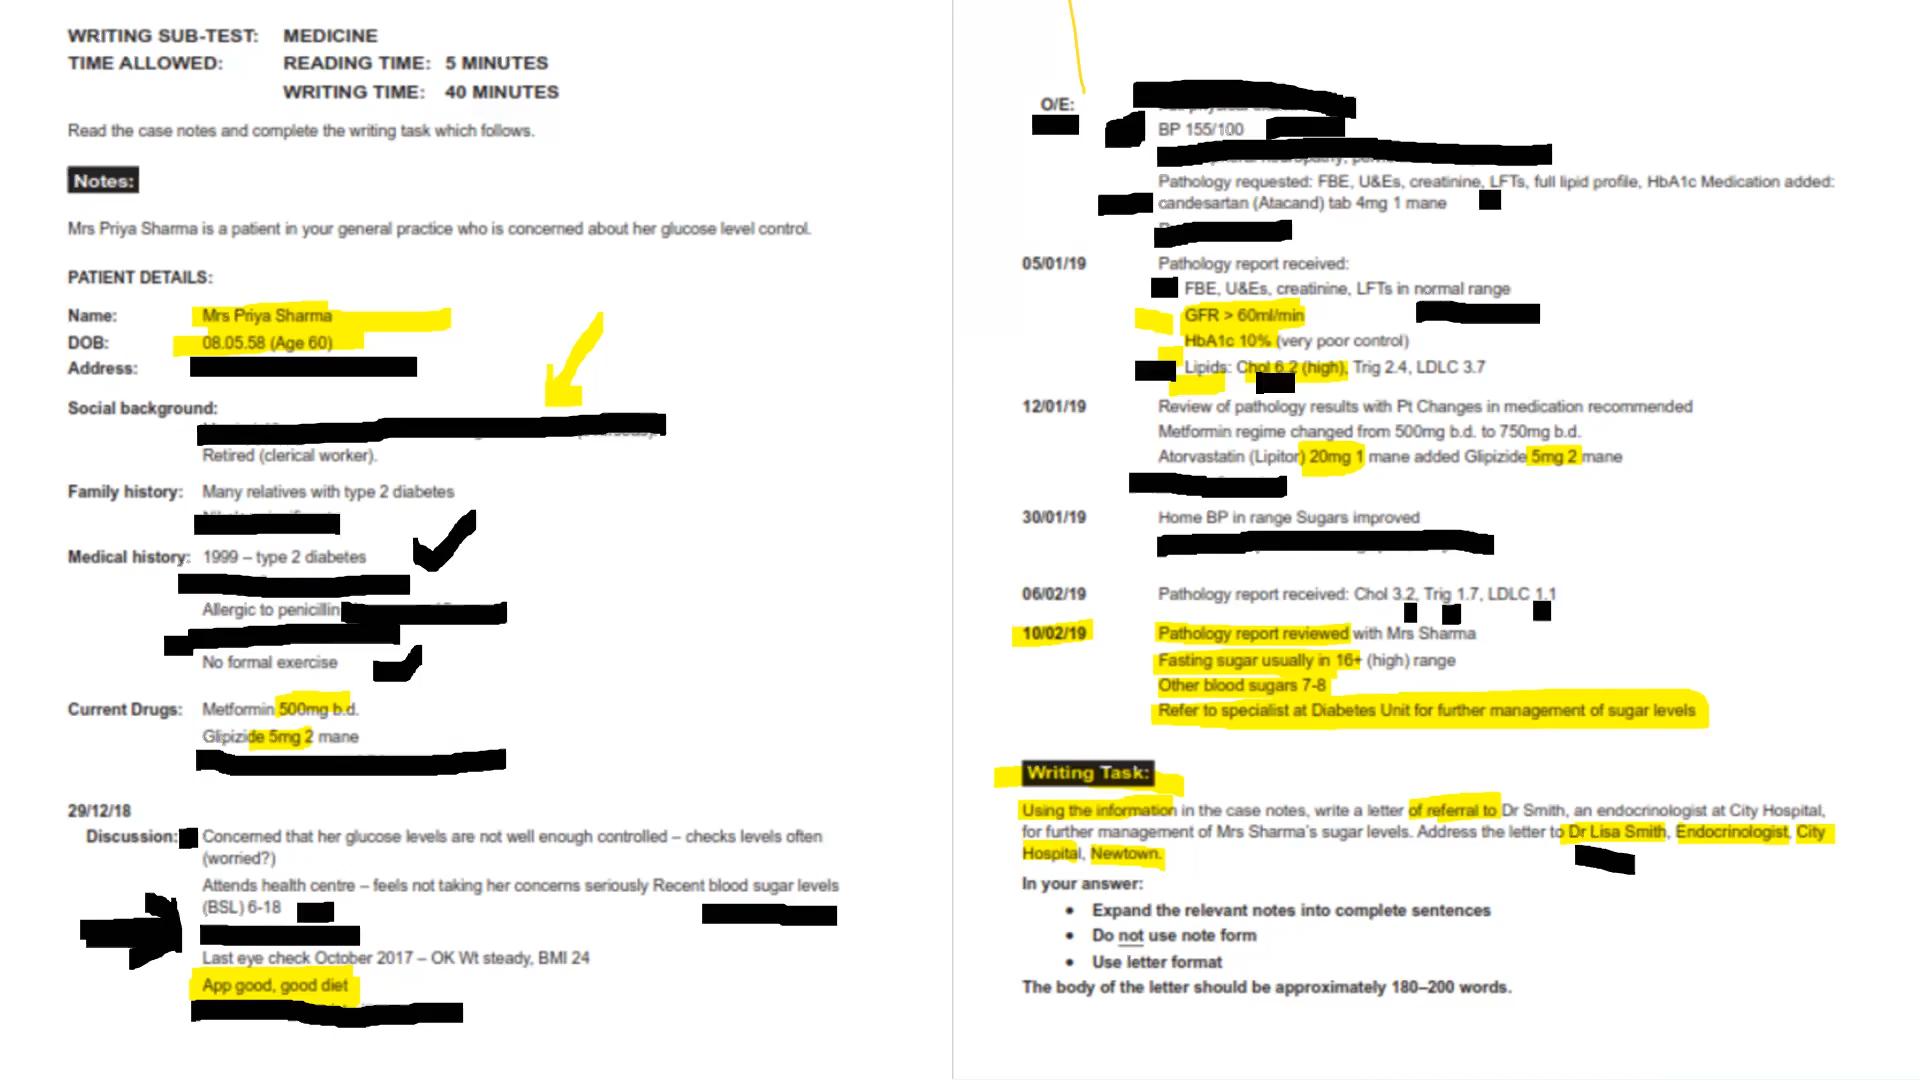 WRITING SUB-TEST: MEDICINE
TIME ALLOWED: READING TIME: 5 MINUTES
WRITING TIME: 40 MINUTES
Read the case notes and complete the writing task which follows.
Notes:
Mrs Priya Sharma is a patient in your general practice who is concerned about her glucose level control.
PATIENT DETAILS:
Name: Mrs Priya Sharma
DOB: 08.05.58 (Age 60)
Address:
Social background:
Retired (clerical worker).
Family history: Many relatives with type 2 diabetes
Medical history: 1999 – type 2 diabetes
Allergic to penicillin
No formal exercise
Current Drugs: Metformin 500mg b.d.
Glipizide 5mg 2 mane
29/12/18
Discussion: Concerned that her glucose levels are not well enough controlled – checks levels often
(worried?)
Attends health centre – feels not taking her concerns seriously Recent blood sugar levels
(BSL) 6-18
Last eye check October 2017 – OK Wt steady, BMI 24
App good, good diet
O/E:
BP 155/100
Pathology requested: FBE, U&Es, creatinine, LFTs, full lipid profile, HbA1c Medication added:
candesartan (Atacand) tab 4mg 1 mane
05/01/19 Pathology report received:
FBE, U&Es, creatinine, LFTs in normal range
GFR > 60ml/min
HbA1c 10% (very poor control)
Lipids: Chol 6.2 (high), Trig 2.4, LDLC 3.7
12/01/19 Review of pathology results with Pt Changes in medication recommended
Metformin regime changed from 500mg b.d. to 750mg b.d.
Atorvastatin (Lipitor) 20mg 1 mane added Glipizide 5mg 2 mane
30/01/19 Home BP in range Sugars improved
06/02/19 Pathology report received: Chol 3.2, Trig 1.7, LDLC 1.1
10/02/19 Pathology report reviewed with Mrs Sharma
Fasting sugar usually in 16+ (high) range
Other blood sugars 7-8
Refer to specialist at Diabetes Unit for further management of sugar levels
Writing Task:
Using the information in the case notes, write a letter of referral to Dr Smith, an endocrinologist at City Hospital,
for further management of Mrs Sharma's sugar levels. Address the letter to Dr Lisa Smith, Endocrinologist, City
Hospital, Newtown.
In your answer:
• Expand the relevant notes into complete sentences
• Do not use note form
• Use letter format
The body of the letter should be approximately 180–200 words.